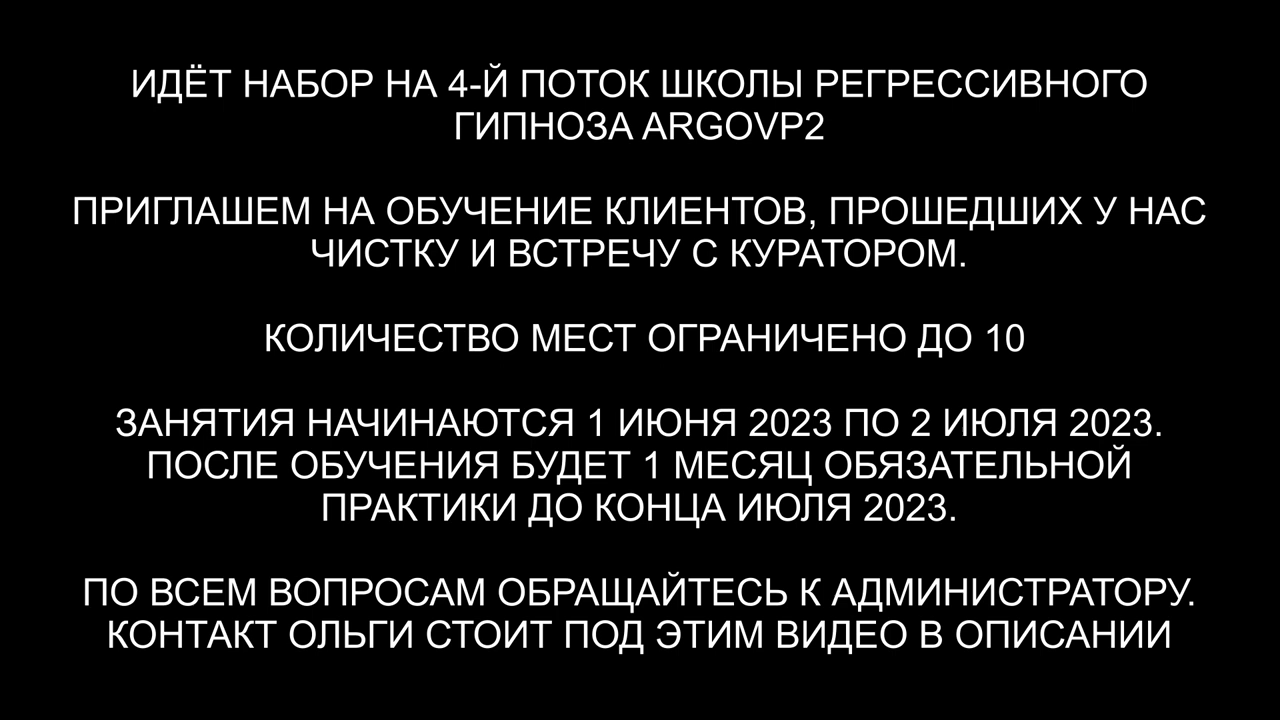 ИДЁТ НАБОР НА 4-Й ПОТОК ШКОЛЫ РЕГРЕССИВНОГО
ГИПНОЗА ARGOVP2
ПРИГЛАШЕМ НА ОБУЧЕНИЕ КЛИЕНТОВ, ПРОШЕДШИХ У НАС
ЧИСТКУ И ВСТРЕЧУ С КУРАТОРОМ.
КОЛИЧЕСТВО МЕСТ ОГРАНИЧЕНО ДО 10
ЗАНЯТИЯ НАЧИНАЮТСЯ 1 ИЮНЯ 2023 ПО 2 ИЮЛЯ 2023.
ПОСЛЕ ОБУЧЕНИЯ БУДЕТ 1 МЕСЯЦ ОБЯЗАТЕЛЬНОЙ
ПРАКТИКИ ДО КОНЦА ИЮЛЯ 2023.
ПО ВСЕМ ВОПРОСАМ ОБРАЩАЙТЕСЬ К АДМИНИСТРАТОРУ.
КОНТАКТ ОЛЬГИ СТОИТ ПОД ЭТИМ ВИДЕО В ОПИСАНИИ